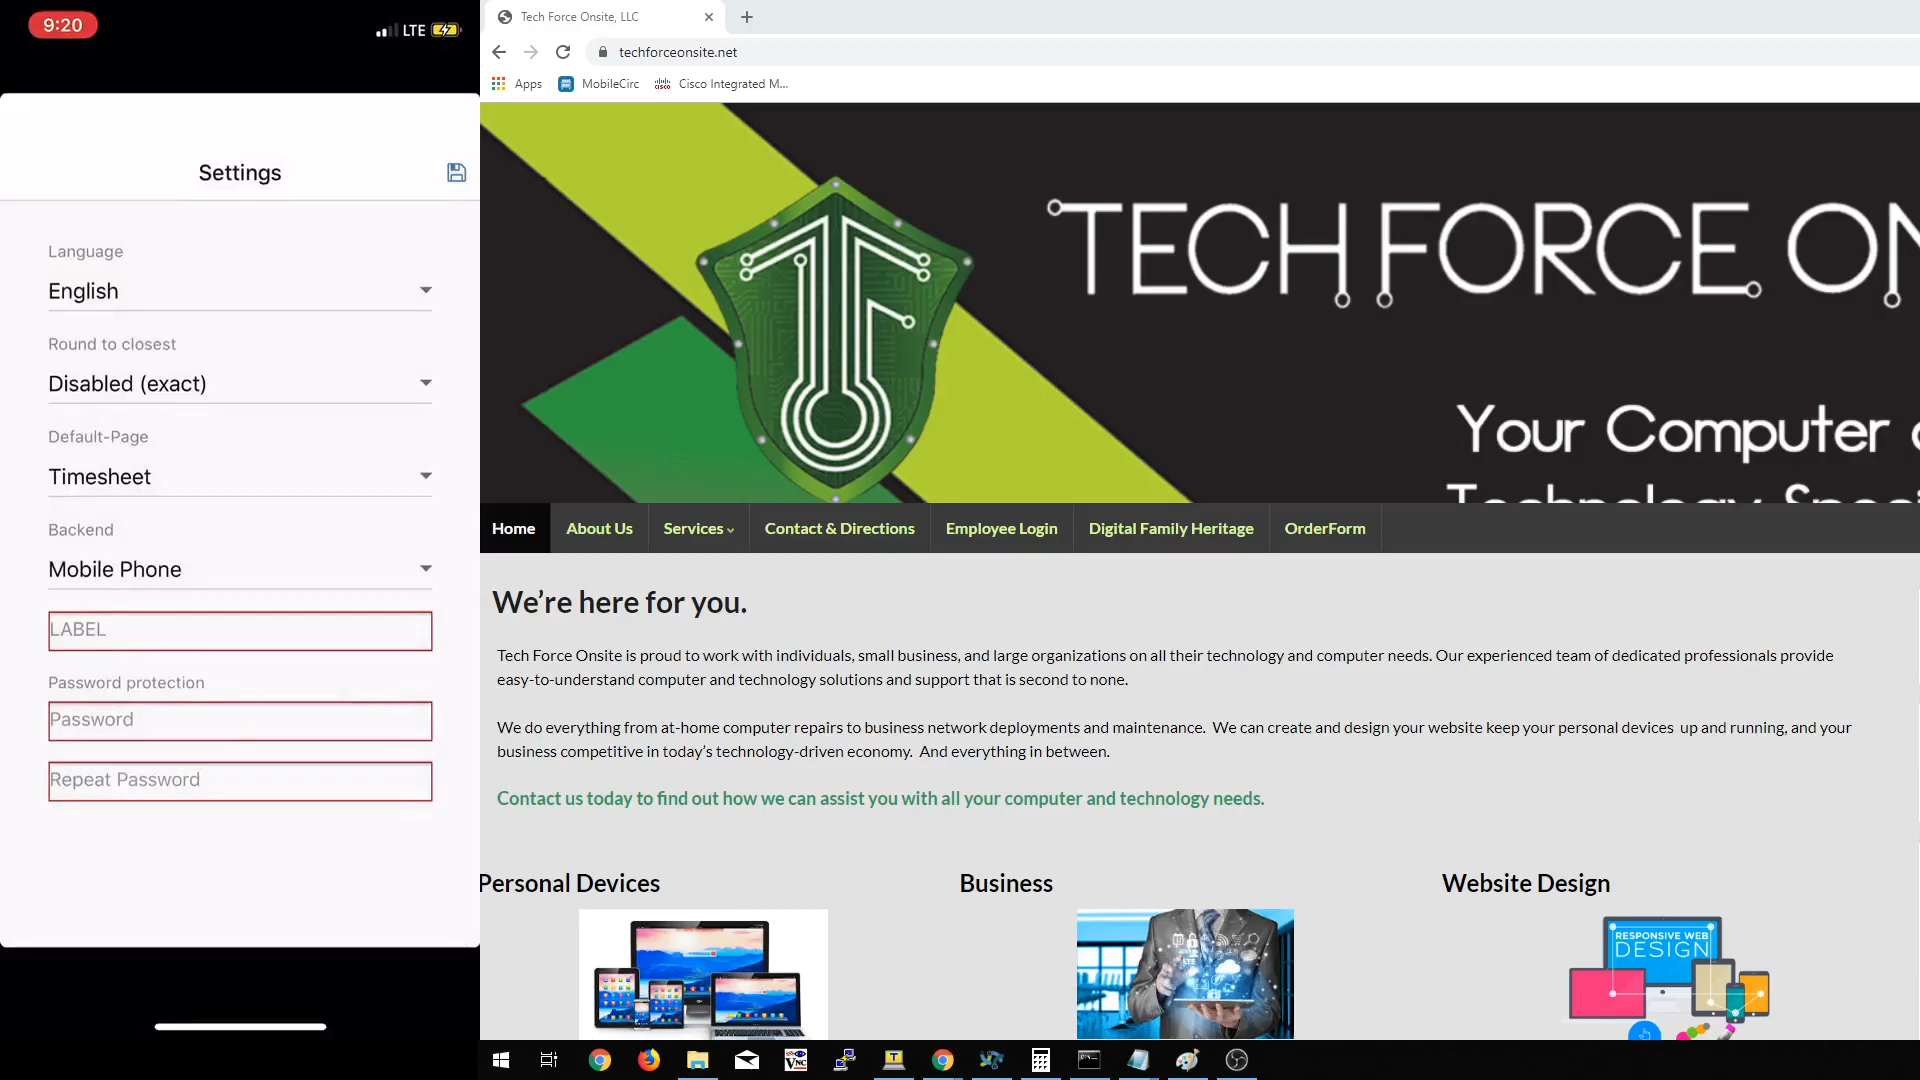 9:20
LTE
Settings
Language
English
Round to closest
Disabled (exact)
Default-Page
Timesheet
Backend
Mobile Phone
LABEL
Password protection
Password
Repeat Password
Tech Force Onsite, LLC
techforceonsite.net
Apps
MobileCirc
Cisco Integrated M...
TECH FORCE ON
Your Computer
Technology Speci
Home
About Us
Services
Contact & Directions
Employee Login
Digital Family Heritage
OrderForm
We’re here for you.
Tech Force Onsite is proud to work with individuals, small business, and large organizations on all their technology and computer needs. Our experienced team of dedicated professionals provide
easy-to-understand computer and technology solutions and support that is second to none.
We do everything from at-home computer repairs to business network deployments and maintenance.  We can create and design your website keep your personal devices  up and running, and your
business competitive in today’s technology-driven economy.  And everything in between.
Contact us today to find out how we can assist you with all your computer and technology needs.
Personal Devices
Business
Website Design
RESPONSIVE WEB
DESIGN